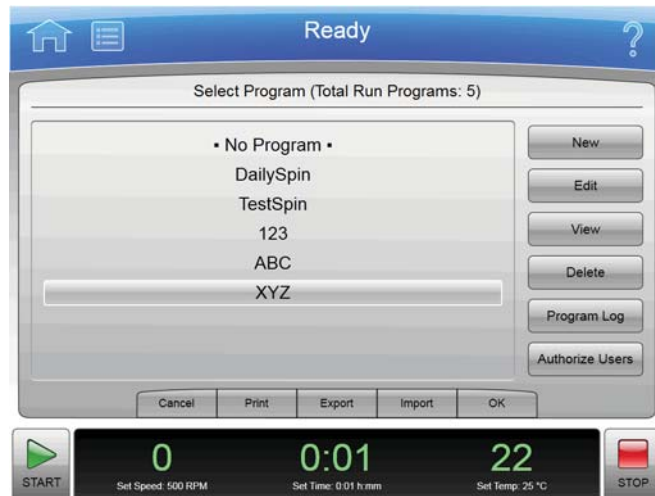 Ready
?
Select Program (Total Run Programs: 5)
▪ No Program ▪
DailySpin
TestSpin
123
ABC
XYZ
New
Edit
View
Delete
Program Log
Authorize Users
Cancel Print Export Import OK
START
0
Set Speed: 500 RPM
0:01
Set Time: 0:01 h:mm
22
Set Temp: 25 °C
STOP